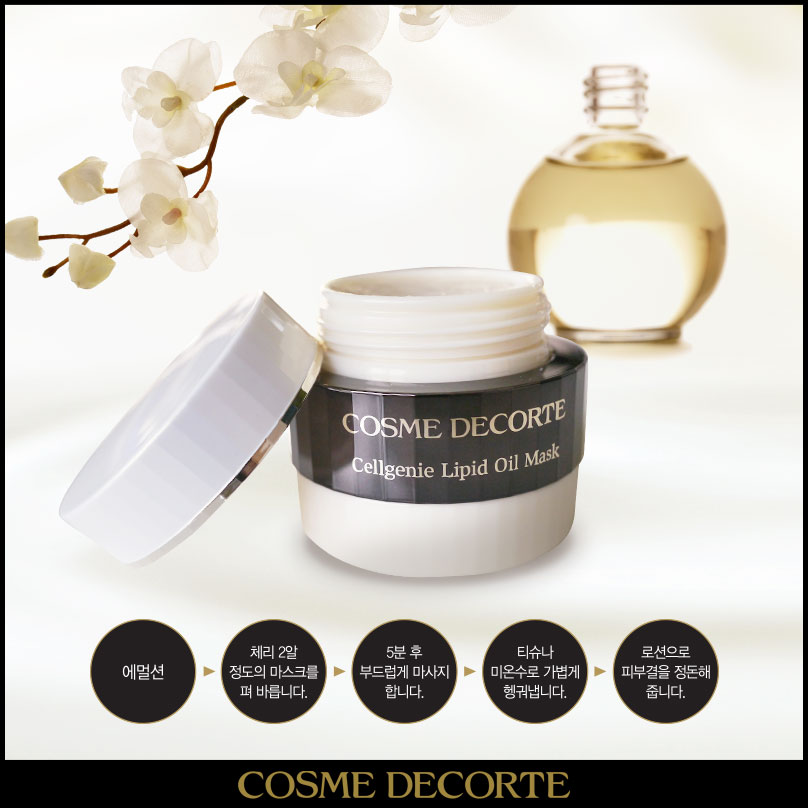 COSME DECORTE
Cellgenie Lipid Oil Mask
에멀션
체리 2알
정도의 마스크를
펴 바릅니다.
5분 후
부드럽게 마사지
합니다.
티슈나
미온수로 가볍게
헹궈냅니다.
로션으로
피부결을 정돈해
줍니다.
COSME DECORTE